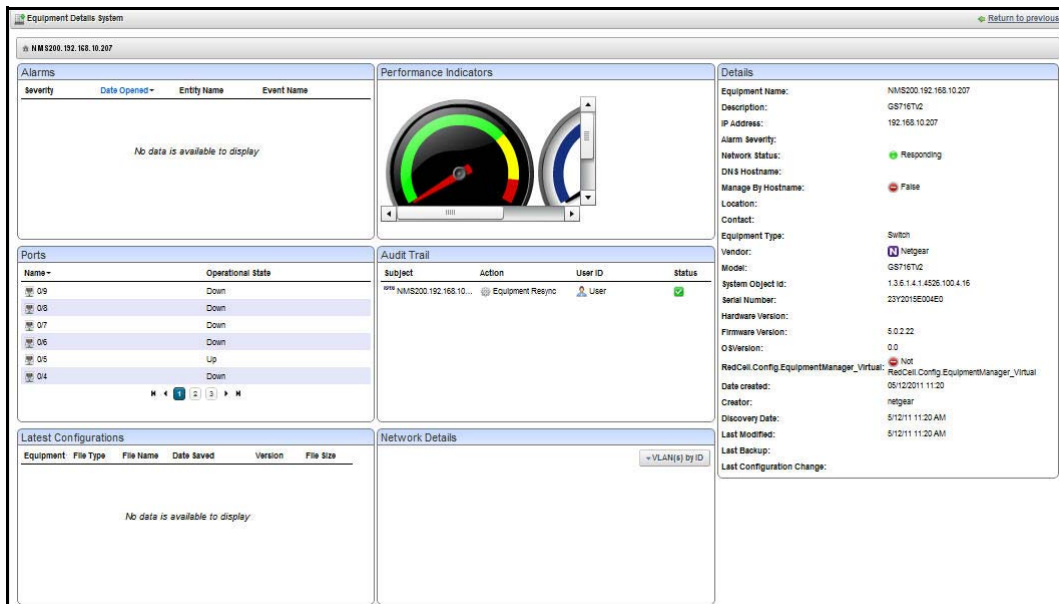 Equipment Details System
Return to previous
NMS200.192.168.10.207
Alarms
Severity Date Opened Entity Name Event Name
No data is available to display
Performance Indicators
Ports
Name Operational State
0/9 Down
0/8 Down
0/7 Down
0/6 Down
0/5 Up
0/4 Down
1 2 3
Audit Trail
Subject Action User ID Status
NMS200.192.168.10... Equipment Resync User
Latest Configurations
Equipment File Type File Name Date Saved Version File Size
No data is available to display
Network Details
VLAN(s) by ID
Details
Equipment Name: NMS200.192.168.10.207
Description: GS716Tv2
IP Address: 192.168.10.207
Alarm Severity:
Network Status: Responding
DNS Hostname:
Manage By Hostname: False
Location:
Contact:
Equipment Type: Switch
Vendor: N Netgear
Model: GS716Tv2
System Object Id: 1.3.6.1.4.1.4526.100.4.16
Serial Number: 23Y2015E004E0
Hardware Version:
Firmware Version: 5.0.2.22
OSVersion: 0.0
RedCell.Config.EquipmentManager_Virtual: Not
RedCell.Config.EquipmentManager_Virtual
Date created: 05/12/2011 11:20
Creator: netgear
Discovery Date: 5/12/11 11:20 AM
Last Modified: 5/12/11 11:20 AM
Last Backup:
Last Configuration Change: